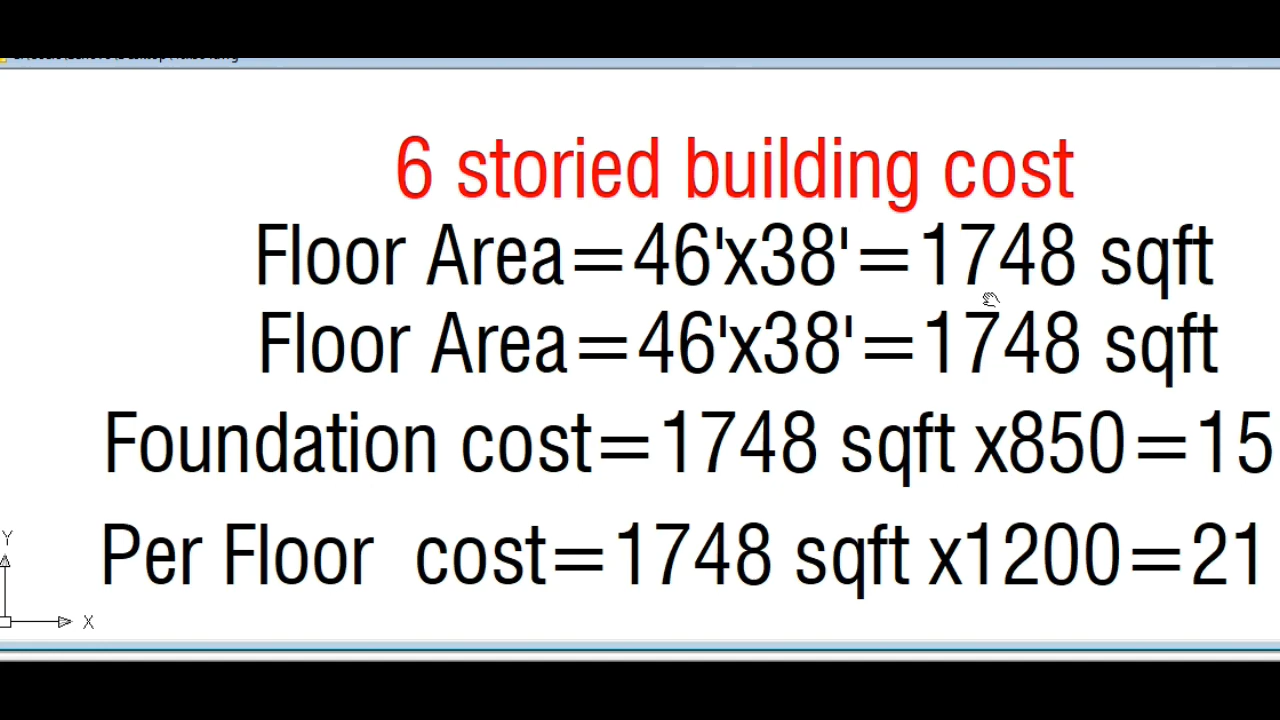 6 storied building cost
Floor Area=46'x38'=1748 sqft
Floor Area=46'x38'=1748 sqft
Foundation cost=1748 sqft x850=15
Per Floor cost=1748 sqft x1200=21
Y
X